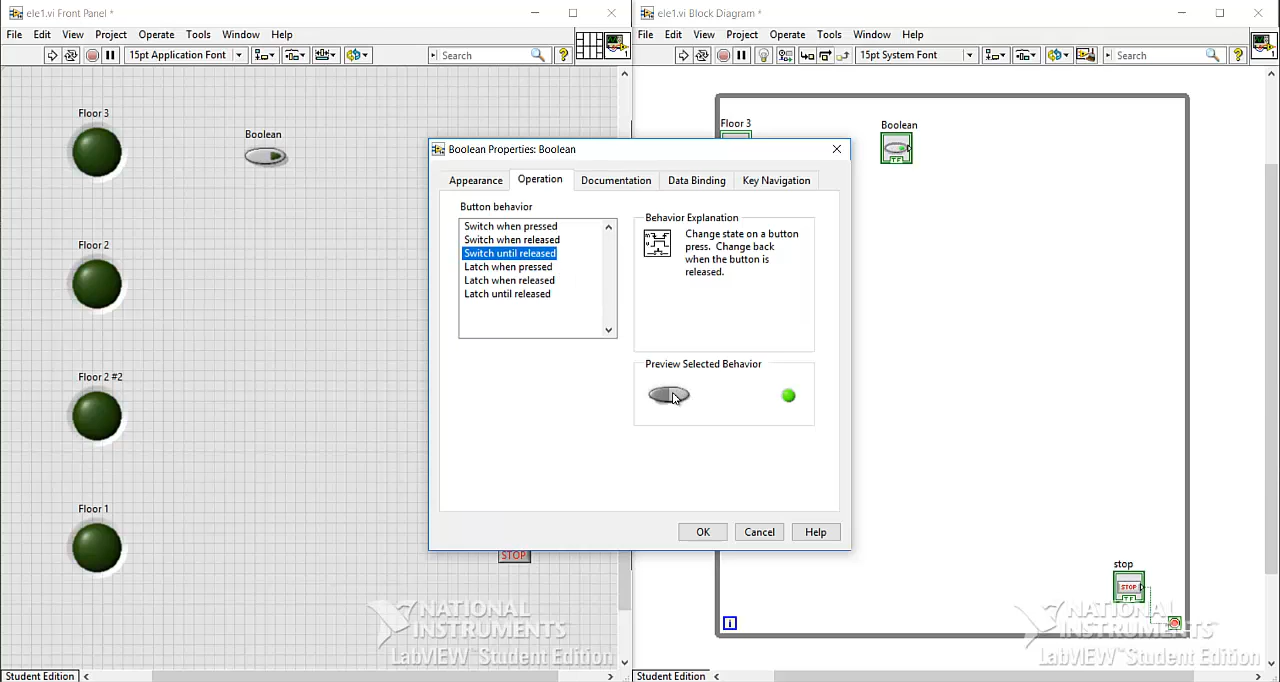 ele1.vi Front Panel *
File Edit View Project Operate Tools Window Help
15pt Application Font
Search
?
Floor 3
Boolean
Floor 2
Floor 2 #2
Floor 1
STOP
NATIONAL
INSTRUMENTS
LabVIEW™Student Edition
Student Edition
ele1.vi Block Diagram *
File Edit View Project Operate Tools Window Help
15pt System Font
Search
?
Floor 3
Boolean
TF
stop
STOP
TF
i
NATIONAL
INSTRUMENTS
LabVIEW™Student Edition
Student Edition
Boolean Properties: Boolean
Appearance Operation Documentation Data Binding Key Navigation
Button behavior
Switch when pressed
Switch when released
Switch until released
Latch when pressed
Latch when released
Latch until released
Behavior Explanation
Change state on a button
press. Change back
when the button is
released.
Preview Selected Behavior
OK Cancel Help